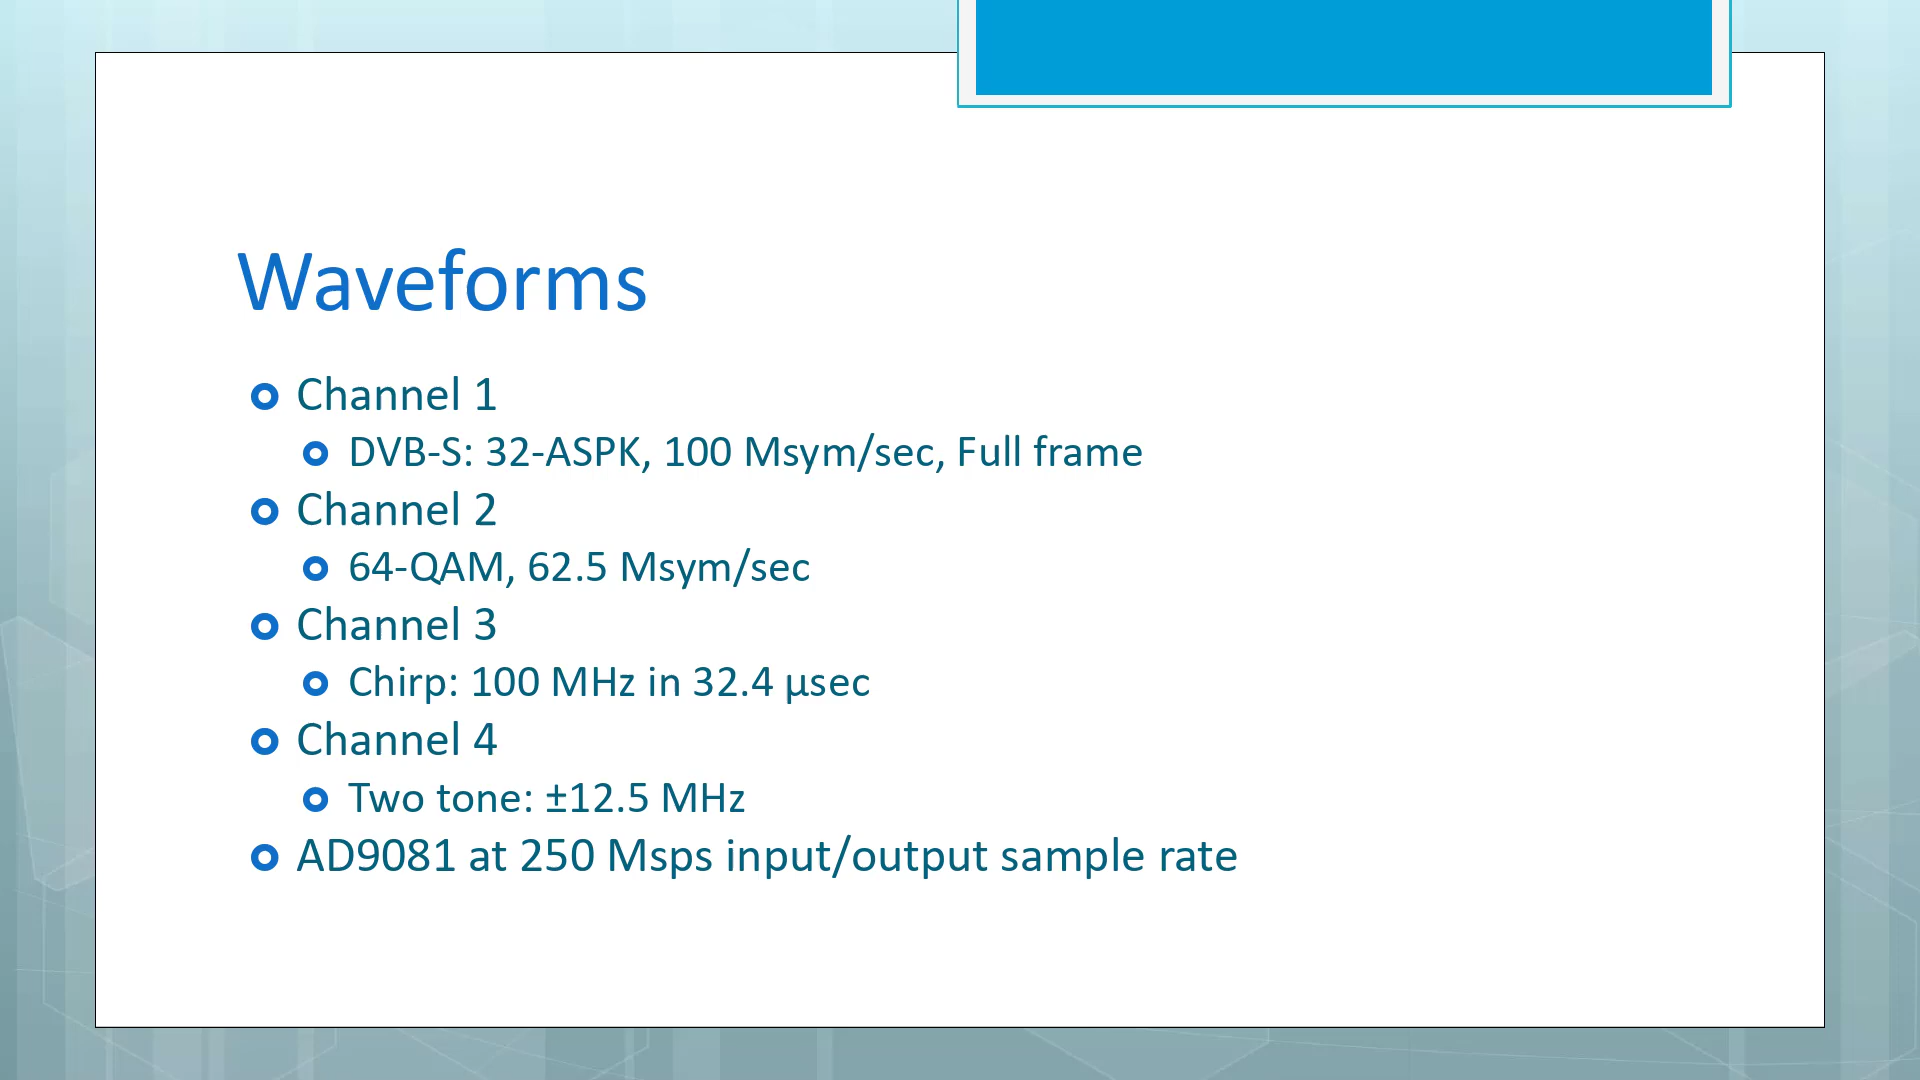 Waveforms
Channel 1
DVB-S: 32-ASPK, 100 Msym/sec, Full frame
Channel 2
64-QAM, 62.5 Msym/sec
Channel 3
Chirp: 100 MHz in 32.4 µsec
Channel 4
Two tone: ±12.5 MHz
AD9081 at 250 Msps input/output sample rate